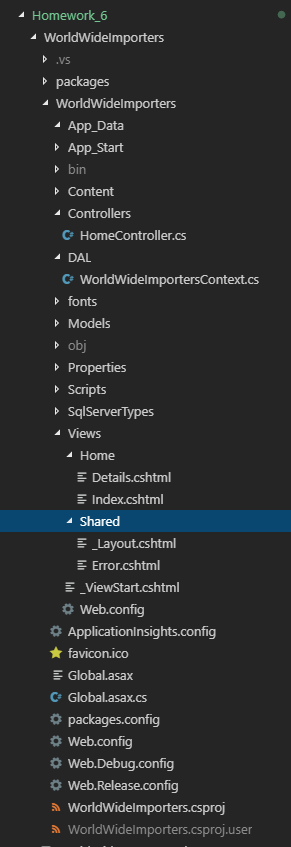 Homework_6
WorldWideImporters
.vs
packages
WorldWideImporters
App_Data
App_Start
bin
Content
Controllers
C# HomeController.cs
DAL
C# WorldWideImportersContext.cs
fonts
Models
obj
Properties
Scripts
SqlServerTypes
Views
Home
Details.cshtml
Index.cshtml
Shared
_Layout.cshtml
Error.cshtml
_ViewStart.cshtml
Web.config
ApplicationInsights.config
favicon.ico
Global.asax
C# Global.asax.cs
packages.config
Web.config
Web.Debug.config
Web.Release.config
WorldWideImporters.csproj
WorldWideImporters.csproj.user